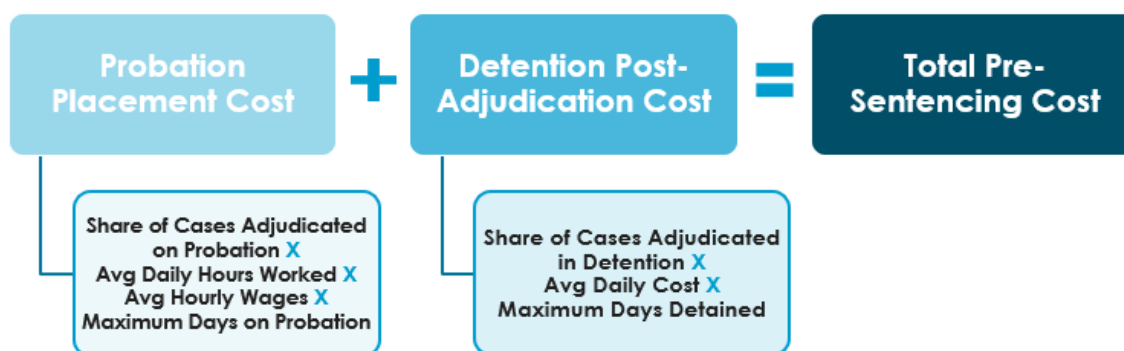 Probation
Placement Cost
+
Detention Post-
Adjudication Cost
=
Total Pre-
Sentencing Cost
Share of Cases Adjudicated
on Probation X
Avg Daily Hours Worked X
Avg Hourly Wages X
Maximum Days on Probation
Share of Cases Adjudicated
in Detention X
Avg Daily Cost X
Maximum Days Detained